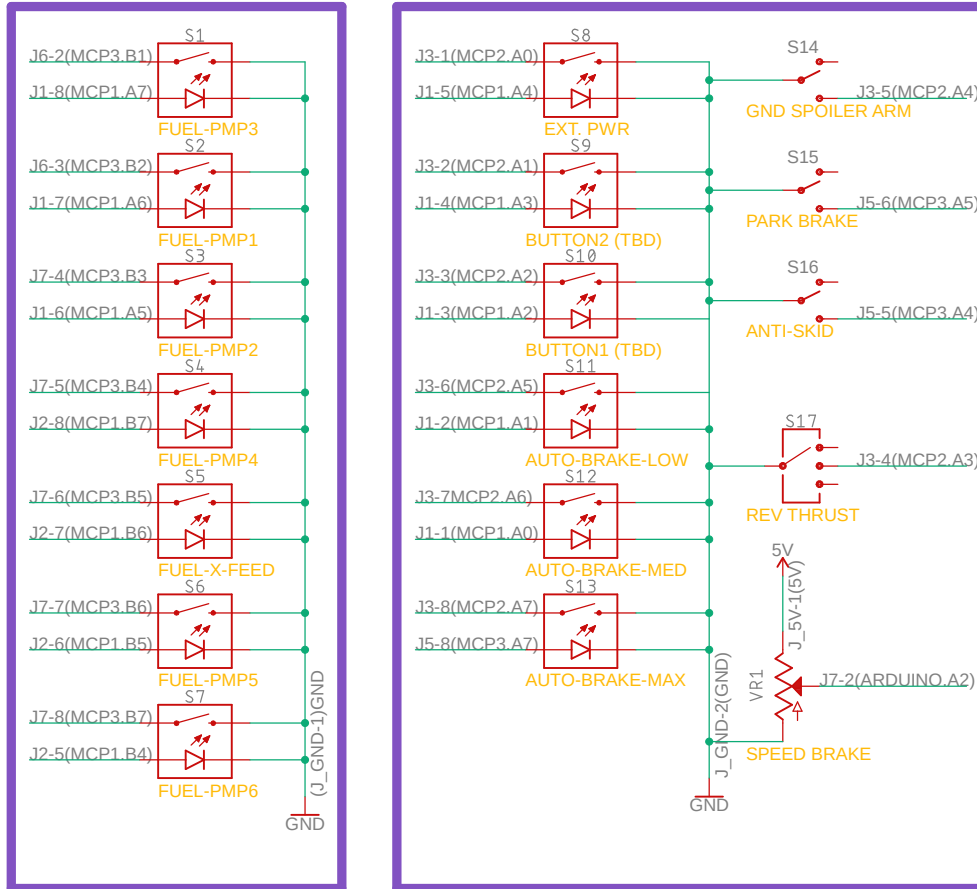 S1
J6-2(MCP3.B1)
J1-8(MCP1.A7)
FUEL-PMP3
S2
J6-3(MCP3.B2)
J1-7(MCP1.A6)
FUEL-PMP1
S3
J7-4(MCP3.B3
J1-6(MCP1.A5)
FUEL-PMP2
S4
J7-5(MCP3.B4)
J2-8(MCP1.B7)
FUEL-PMP4
S5
J7-6(MCP3.B5)
J2-7(MCP1.B6)
FUEL-X-FEED
S6
J7-7(MCP3.B6)
J2-6(MCP1.B5)
FUEL-PMP5
S7
J7-8(MCP3.B7)
J2-5(MCP1.B4)
FUEL-PMP6
(J_GND-1)GND
GND
S8
J3-1(MCP2.A0)
J1-5(MCP1.A4)
EXT. PWR
S9
J3-2(MCP2.A1)
J1-4(MCP1.A3)
BUTTON2 (TBD)
S10
J3-3(MCP2.A2)
J1-3(MCP1.A2)
BUTTON1 (TBD)
S11
J3-6(MCP2.A5)
J1-2(MCP1.A1)
AUTO-BRAKE-LOW
S12
J3-7MCP2.A6)
J1-1(MCP1.A0)
AUTO-BRAKE-MED
S13
J3-8(MCP2.A7)
J5-8(MCP3.A7)
AUTO-BRAKE-MAX
J_GND-2(GND)
GND
S14
J3-5(MCP2.A4)
GND SPOILER ARM
S15
J5-6(MCP3.A5)
PARK BRAKE
S16
J5-5(MCP3.A4)
ANTI-SKID
S17
J3-4(MCP2.A3)
REV THRUST
5V
J_5V-1(5V)
VR1
J7-2(ARDUINO.A2)
SPEED BRAKE